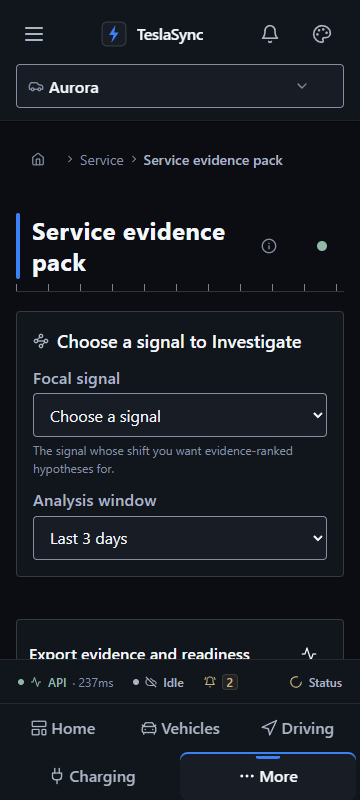 TeslaSync
Aurora
Service
Service evidence pack
Service evidence
pack
Choose a signal to Investigate
Focal signal
Choose a signal
The signal whose shift you want evidence-ranked
hypotheses for.
Analysis window
Last 3 days
Export evidence and readiness
API · 237ms
Idle
2
Status
Home
Vehicles
Driving
Charging
More